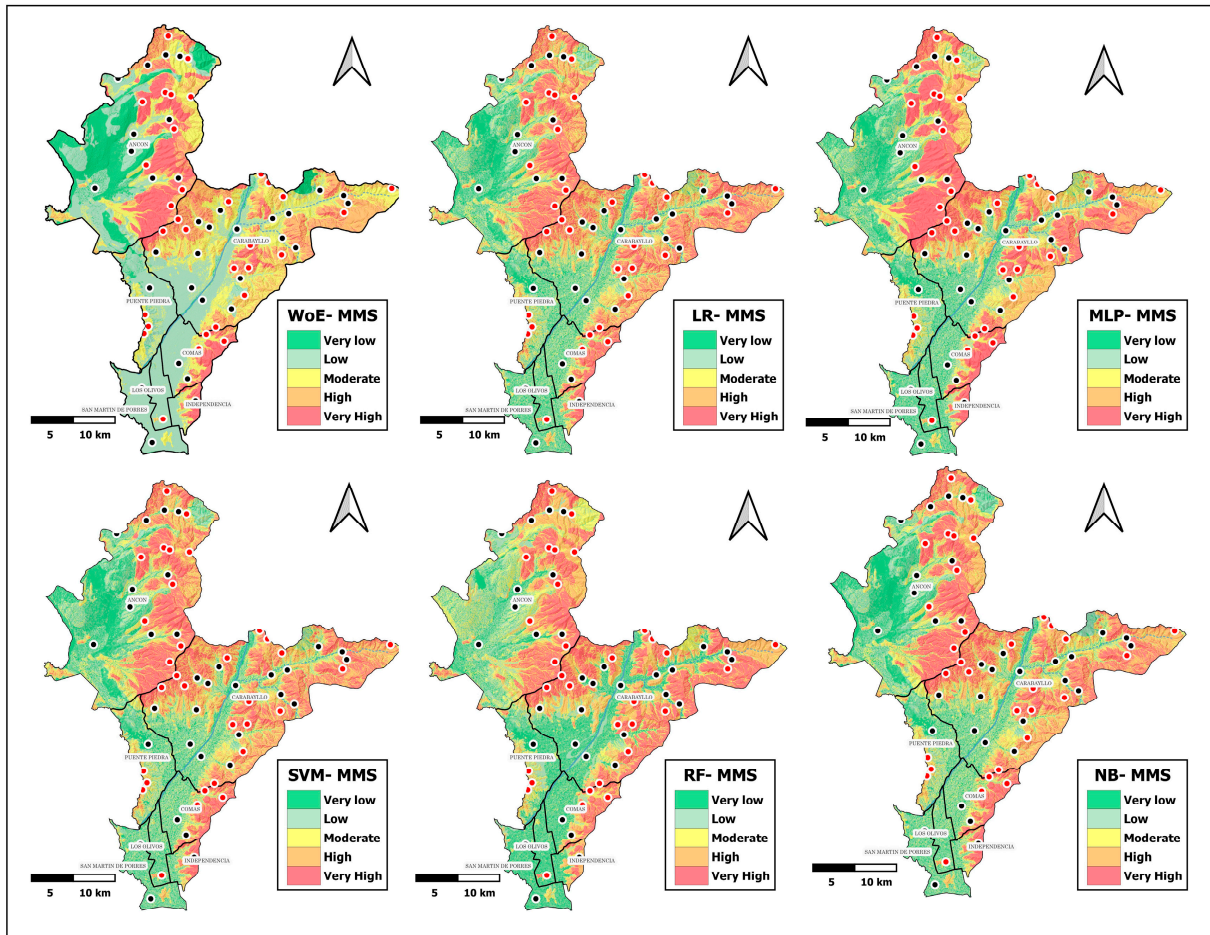 ANCON
CARABAYLLO
PUENTE PIEDRA
COMAS
LOS OLIVOS
SAN MARTIN DE PORRES
INDEPENDENCIA
5 10 km
WoE- MMS
Very low
Low
Moderate
High
Very High
ANCON
CARABAYLLO
PUENTE PIEDRA
COMAS
LOS OLIVOS
SAN MARTIN DE PORRES
INDEPENDENCIA
5 10 km
LR- MMS
Very low
Low
Moderate
High
Very High
ANCON
CARABAYLLO
PUENTE PIEDRA
COMAS
LOS OLIVOS
SAN MARTIN DE PORRES
INDEPENDENCIA
5 10 km
MLP- MMS
Very low
Low
Moderate
High
Very High
ANCON
CARABAYLLO
PUENTE PIEDRA
COMAS
LOS OLIVOS
SAN MARTIN DE PORRES
INDEPENDENCIA
5 10 km
SVM- MMS
Very low
Low
Moderate
High
Very High
ANCON
CARABAYLLO
PUENTE PIEDRA
COMAS
LOS OLIVOS
SAN MARTIN DE PORRES
INDEPENDENCIA
5 10 km
RF- MMS
Very low
Low
Moderate
High
Very High
ANCON
CARABAYLLO
PUENTE PIEDRA
COMAS
LOS OLIVOS
SAN MARTIN DE PORRES
INDEPENDENCIA
5 10 km
NB- MMS
Very low
Low
Moderate
High
Very High